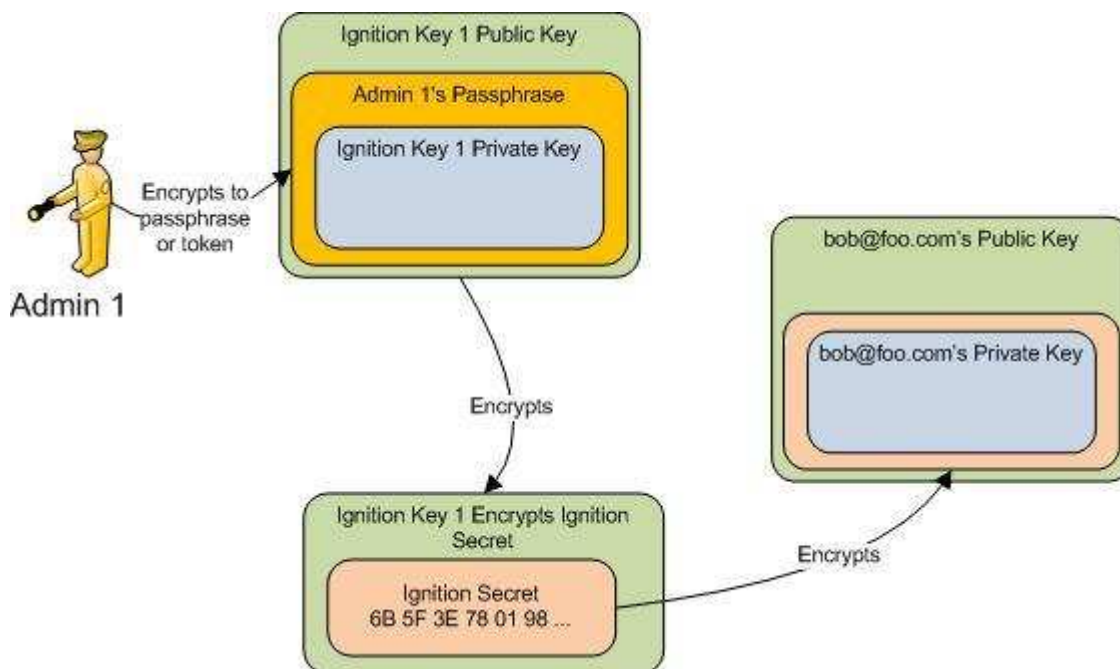 Ignition Key 1 Public Key
Admin 1's Passphrase
Ignition Key 1 Private Key
Encrypts to
passphrase
or token
Admin 1
bob@foo.com's Public Key
bob@foo.com's Private Key
Encrypts
Ignition Key 1 Encrypts Ignition
Secret
Ignition Secret
6B 5F 3E 78 01 98 ...
Encrypts